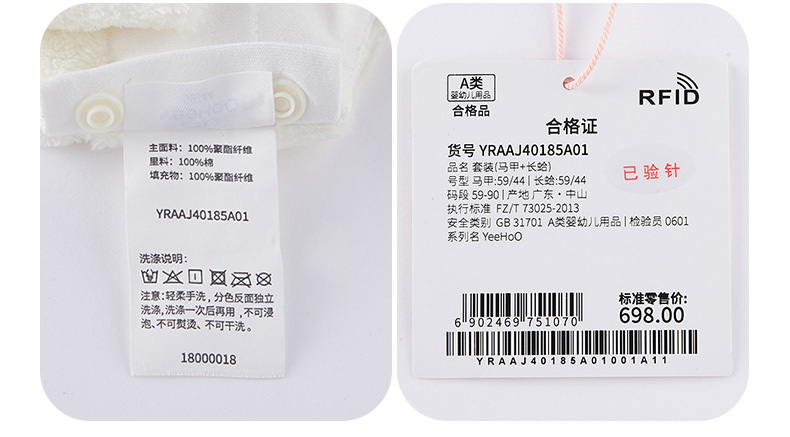 主面料: 100%聚酯纤维
里料: 100%棉
填充物: 100%聚酯纤维
YRAAJ40185A01
洗涤说明:
注意:轻柔手洗, 分色反面独立
洗涤, 洗涤一次后再用, 不可浸
泡、不可熨烫、不可干洗。
18000018
A类
婴幼儿用品
合格品
RFID
合格证
货号 YRAAJ40185A01
品名 套装(马甲+长蛤)
号型 马甲:59/44 | 长蛤:59/44
码段 59-90 | 产地 广东·中山
执行标准 FZ/T 73025-2013
安全类别 GB 31701 A类婴幼儿用品 | 检验员 0601
系列名 YeeHoO
已验针
标准零售价:
698.00
6 902469 751070
YRAAJ40185A01001A11